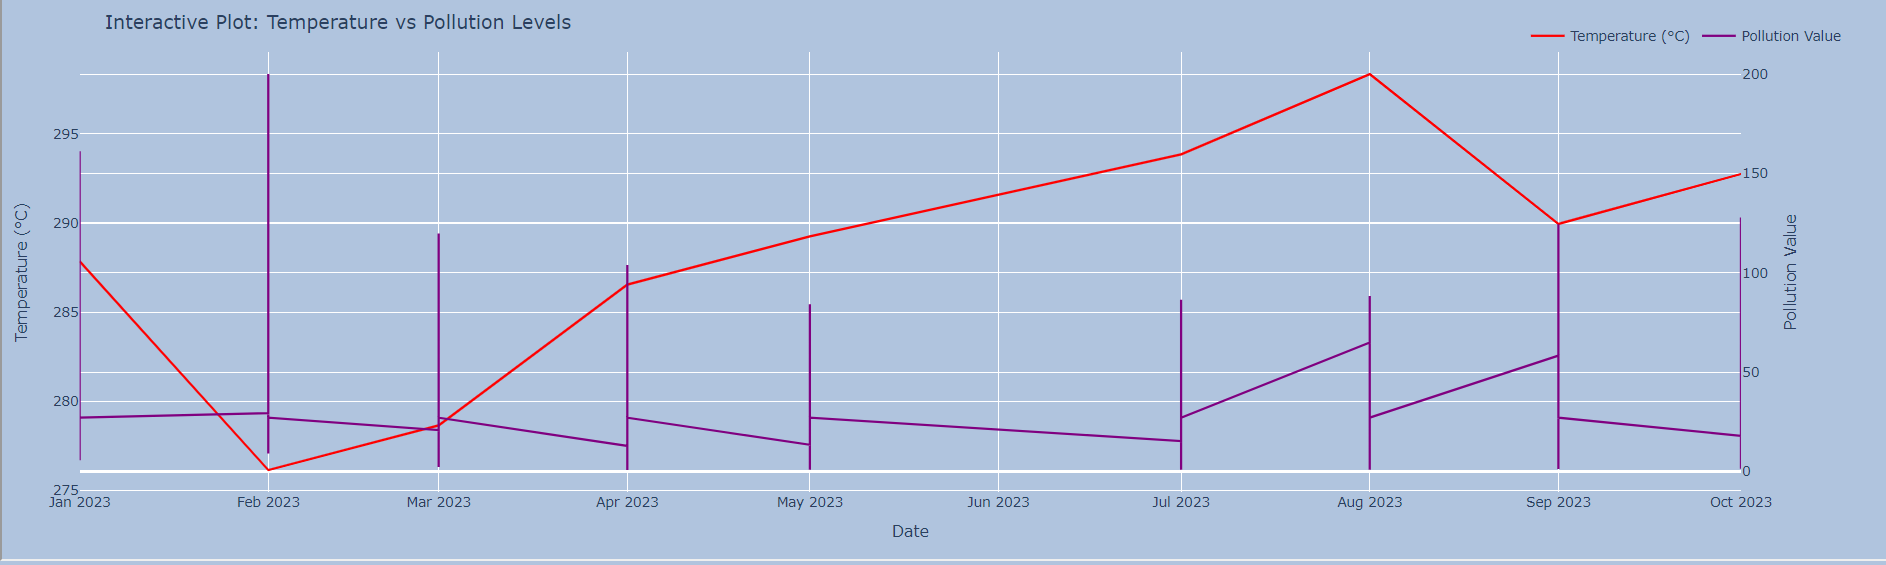 Interactive Plot: Temperature vs Pollution Levels
Temperature (°C)
Pollution Value
200
295
150
290
Temperature (°C)
Pollution Value
100
285
50
280
0
275
Jan 2023
Feb 2023
Mar 2023
Apr 2023
May 2023
Jun 2023
Jul 2023
Aug 2023
Sep 2023
Oct 2023
Date